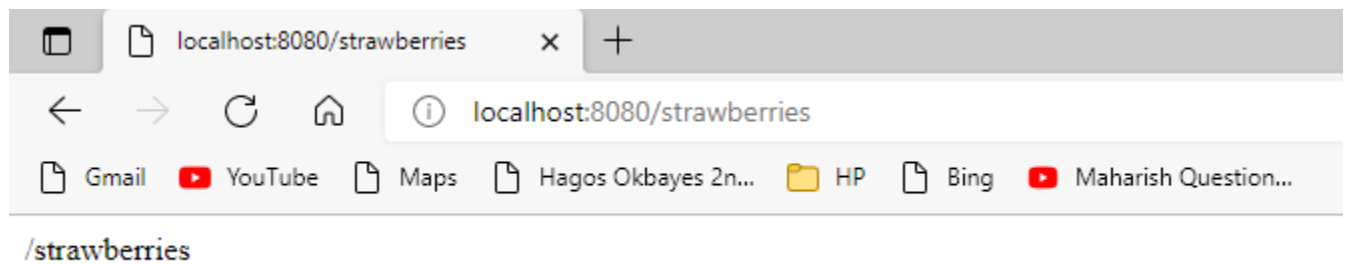 localhost:8080/strawberries
localhost:8080/strawberries
Gmail YouTube Maps Hagos Okbayes 2n... HP Bing Maharish Question...
/strawberries